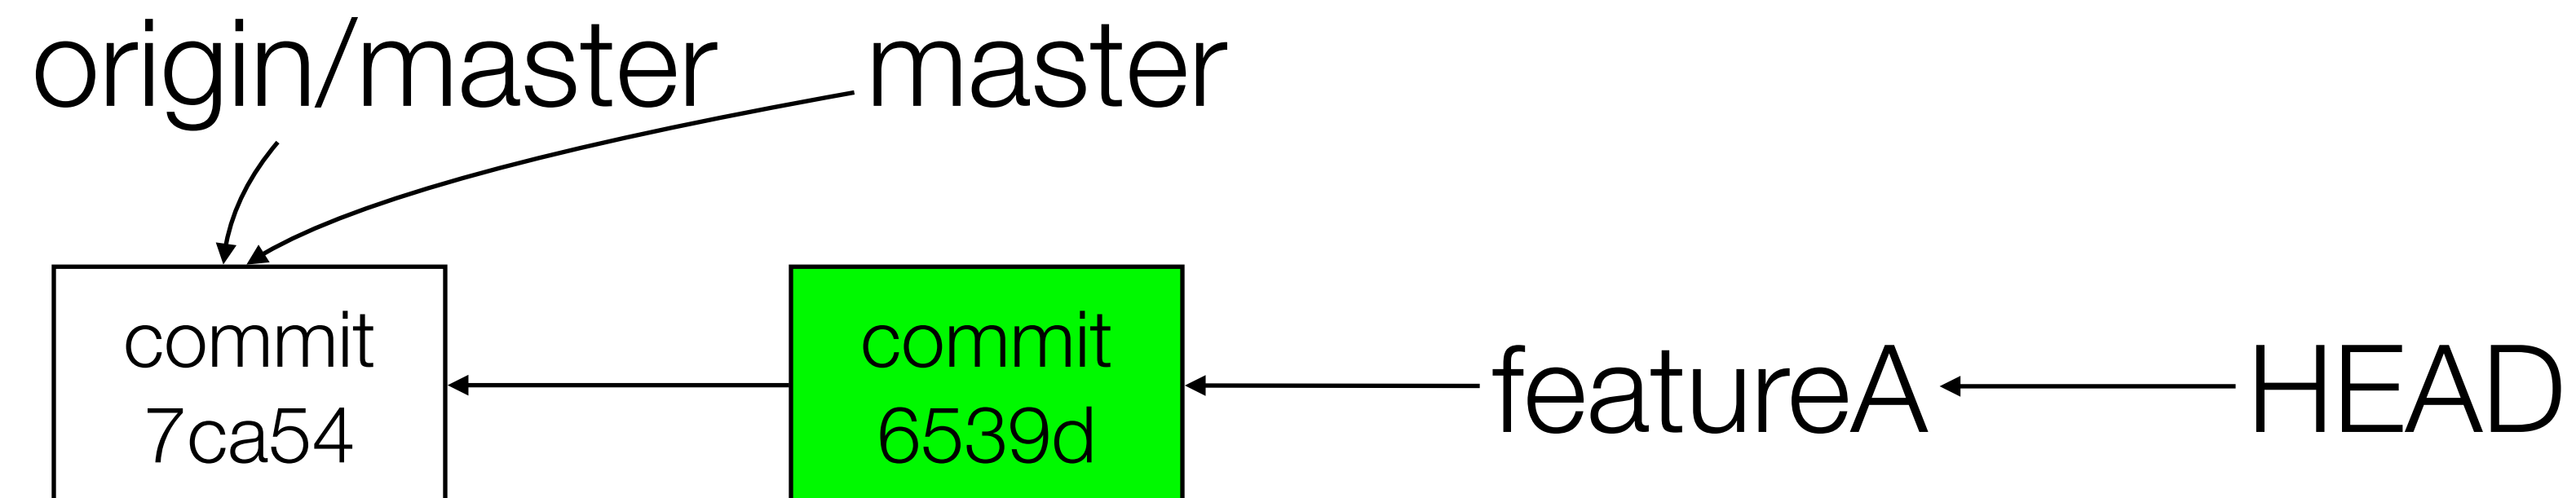 origin/master
master
commit
7ca54
commit
6539d
featureA
HEAD